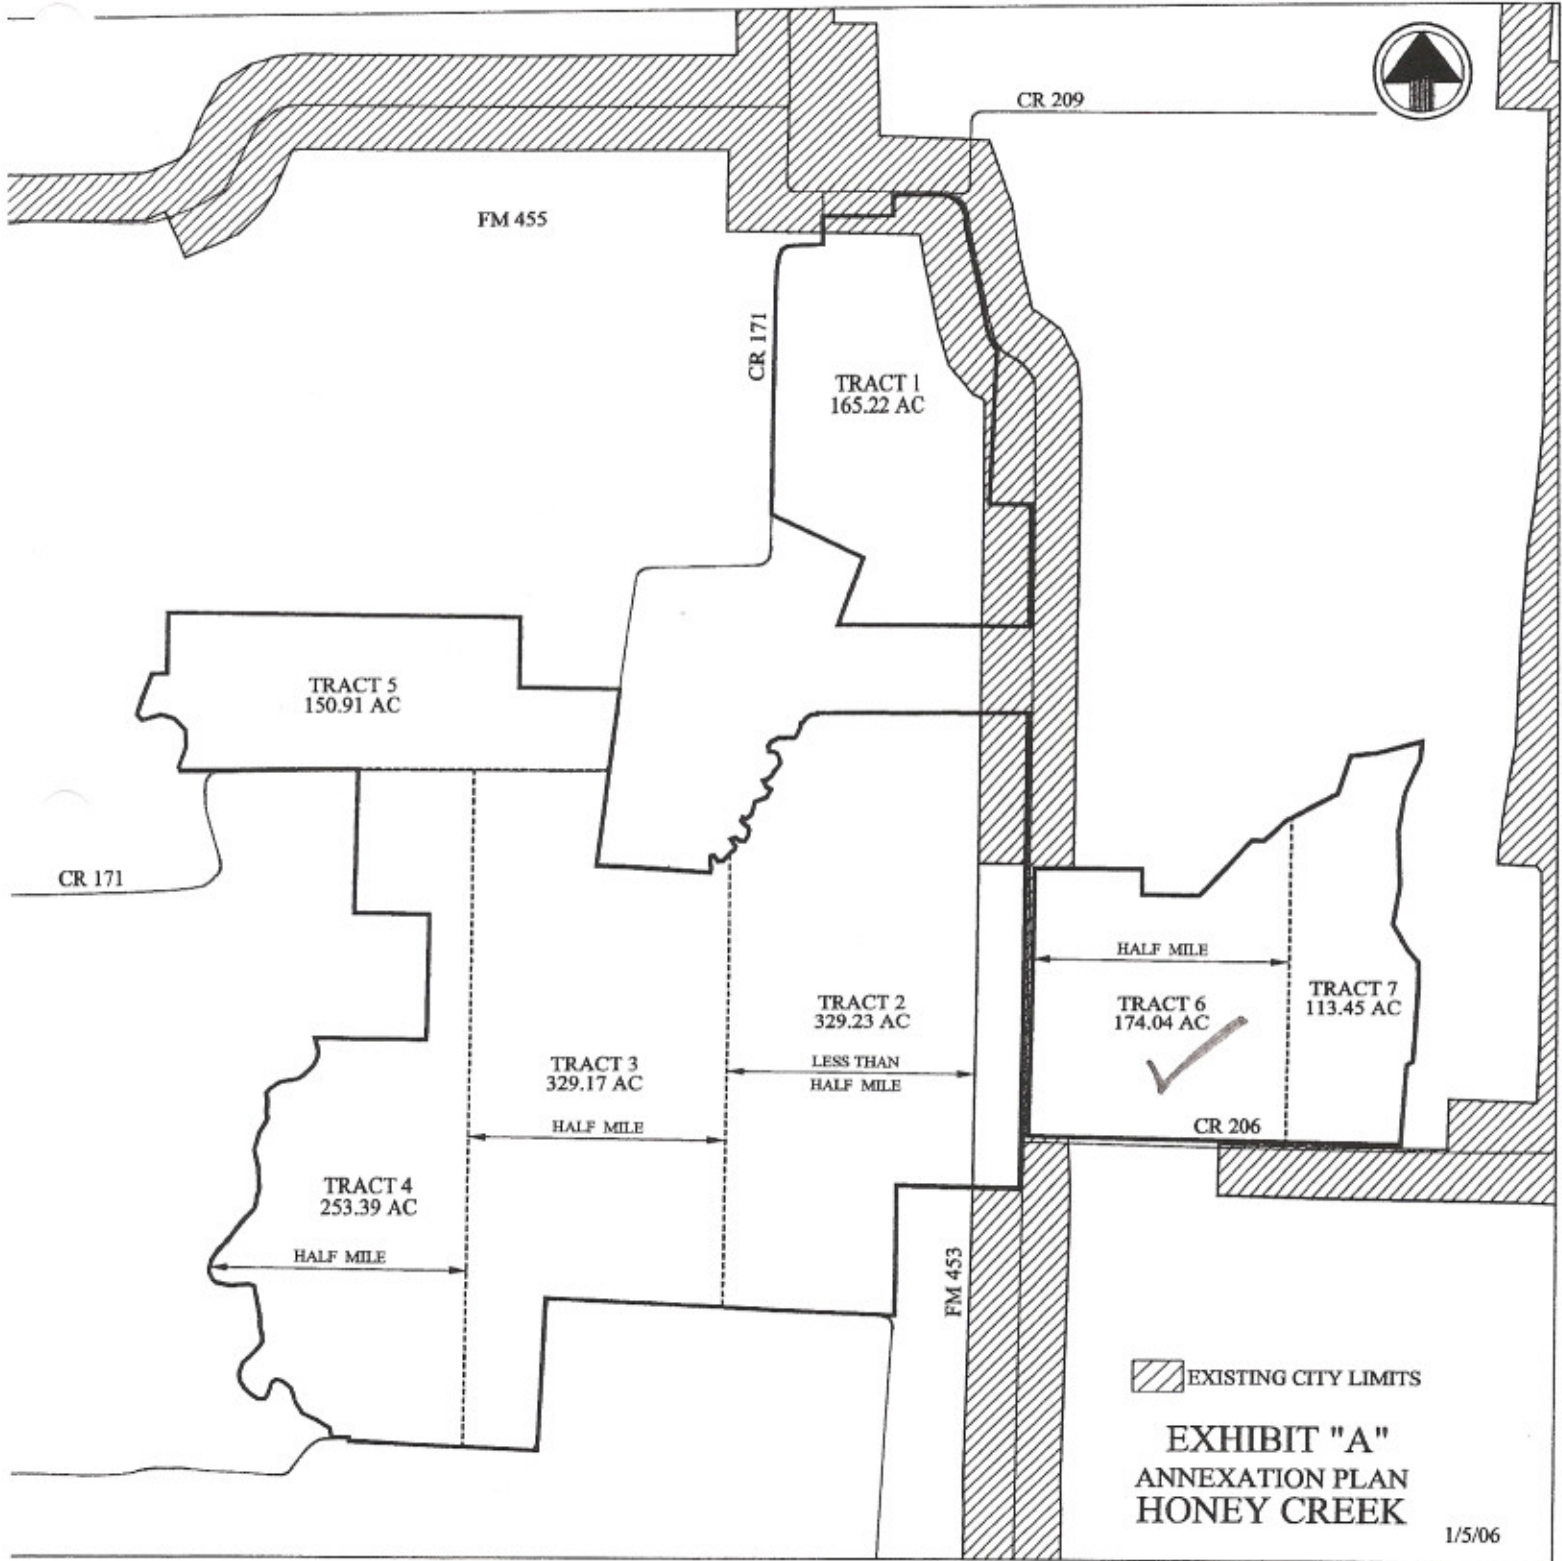 CR 209
FM 455
CR 171
TRACT 1
165.22 AC
TRACT 5
150.91 AC
CR 171
HALF MILE
TRACT 2
329.23 AC
TRACT 6
174.04 AC
TRACT 7
113.45 AC
TRACT 3
329.17 AC
LESS THAN
HALF MILE
HALF MILE
CR 206
TRACT 4
253.39 AC
HALF MILE
FM 453
EXISTING CITY LIMITS
EXHIBIT "A"
ANNEXATION PLAN
HONEY CREEK
1/5/06